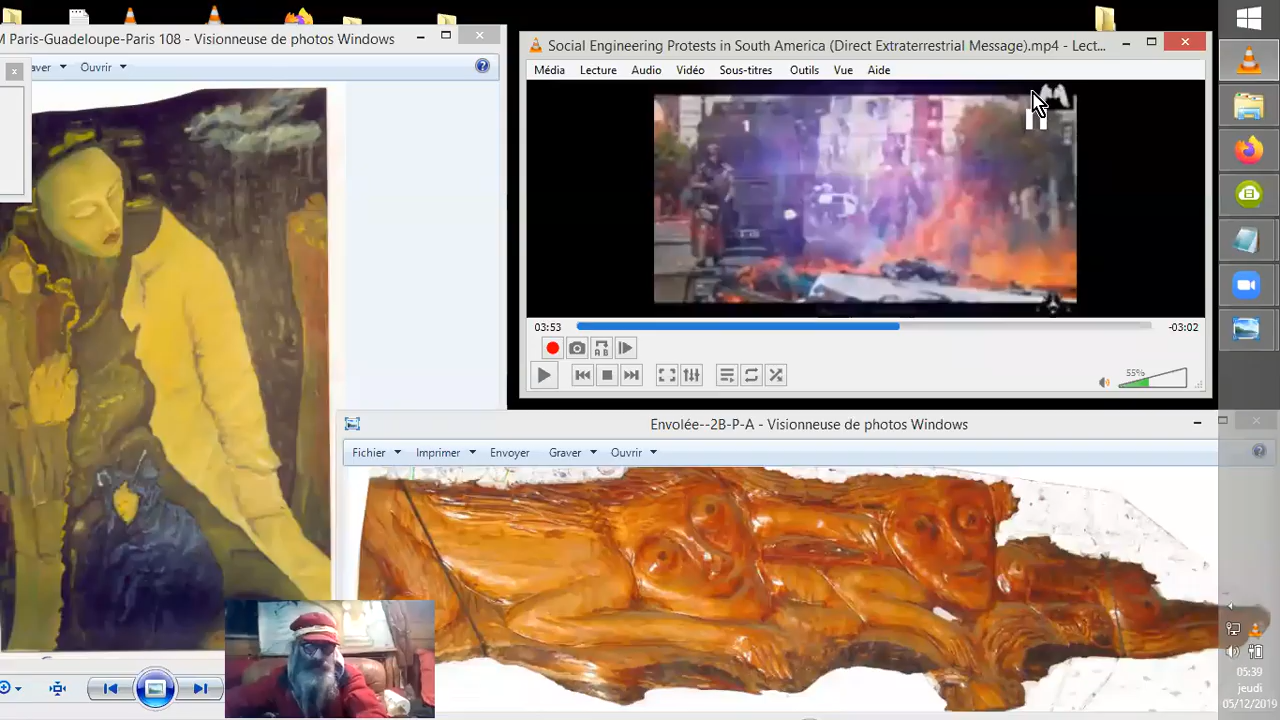 M Paris-Guadeloupe-Paris 108 - Visionneuse de photos Windows
aver Ouvrir
Social Engineering Protests in South America (Direct Extraterrestrial Message).mp4 - Lect...
Média Lecture Audio Vidéo Sous-titres Outils Vue Aide
03:53 -03:02
55%
Envolée--2B-P-A - Visionneuse de photos Windows
Fichier Imprimer Envoyer Graver Ouvrir
05:39
jeudi
05/12/2019